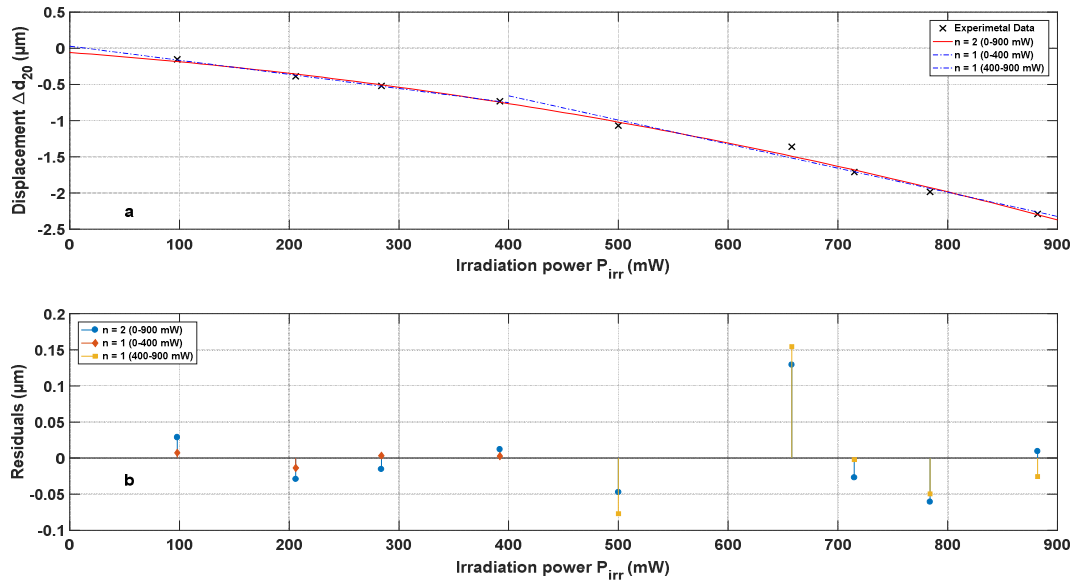 0.5
0
-0.5
-1
-1.5
-2
-2.5
Displacement Δd20 (μm)
× Experimetal Data
n = 2 (0-900 mW)
n = 1 (0-400 mW)
n = 1 (400-900 mW)
a
0 100 200 300 400 500 600 700 800 900
Irradiation power Pirr (mW)
0.2
0.15
0.1
0.05
0
-0.05
-0.1
Residuals (μm)
n = 2 (0-900 mW)
n = 1 (0-400 mW)
n = 1 (400-900 mW)
b
0 100 200 300 400 500 600 700 800 900
Irradiation power Pirr (mW)